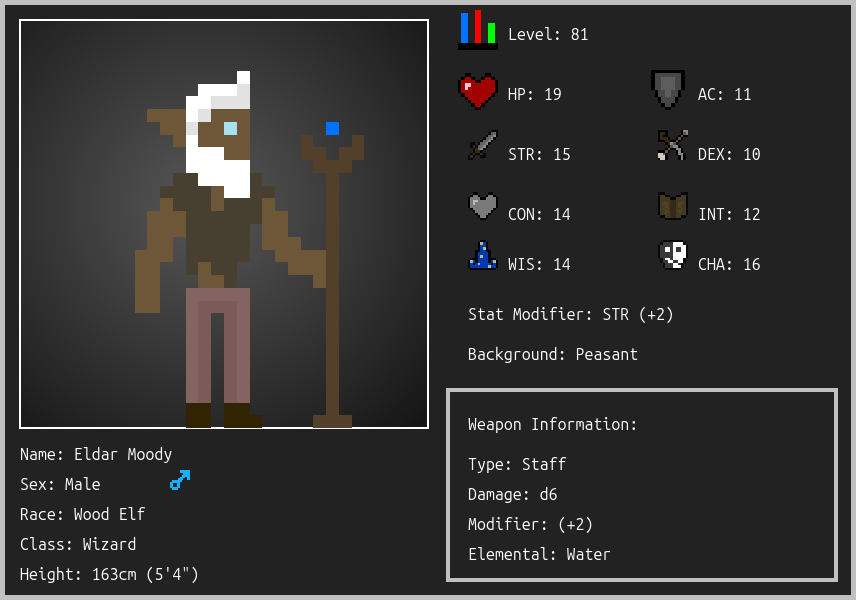 Level: 81
HP: 19
AC: 11
STR: 15
DEX: 10
CON: 14
INT: 12
WIS: 14
CHA: 16
Stat Modifier: STR (+2)
Background: Peasant
Weapon Information:
Type: Staff
Damage: d6
Modifier: (+2)
Elemental: Water
Name: Eldar Moody
Sex: Male
Race: Wood Elf
Class: Wizard
Height: 163cm (5'4")